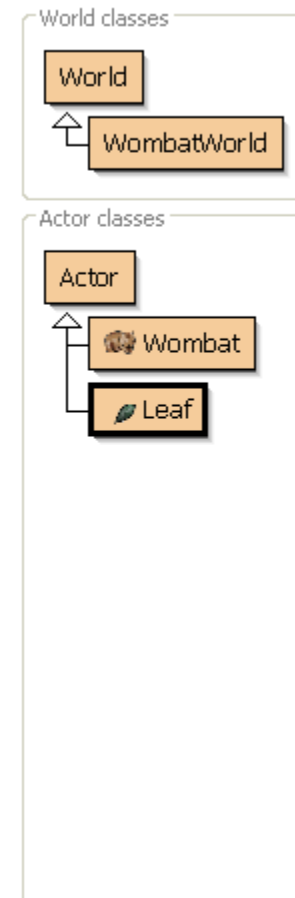 World classes
World
WombatWorld
Actor classes
Actor
Wombat
Leaf